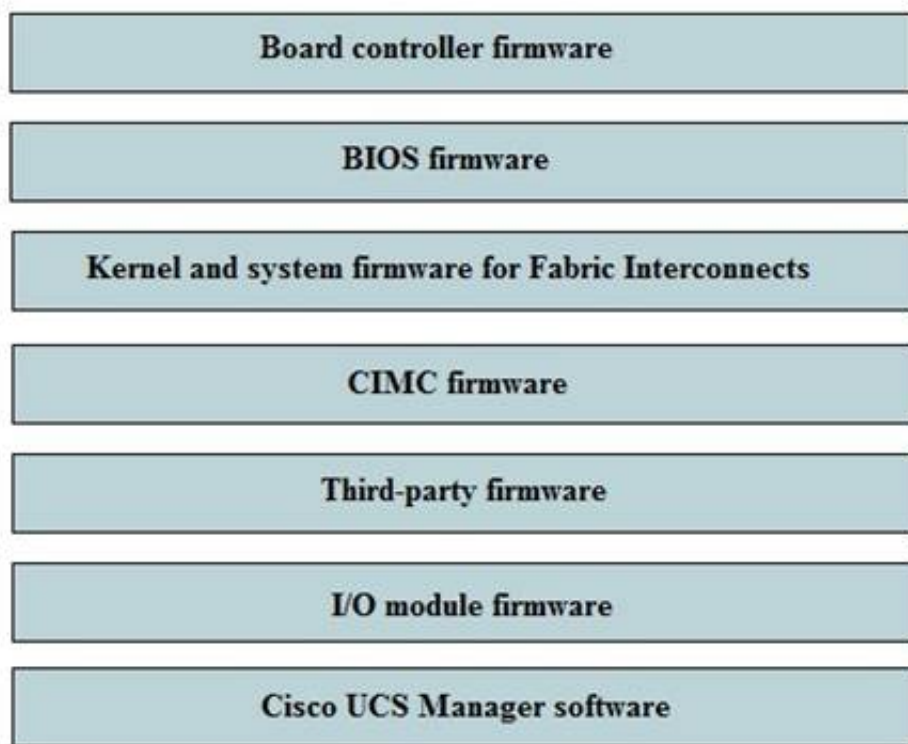 Board controller firmware
BIOS firmware
Kernel and system firmware for Fabric Interconnects
CIMC firmware
Third-party firmware
I/O module firmware
Cisco UCS Manager software